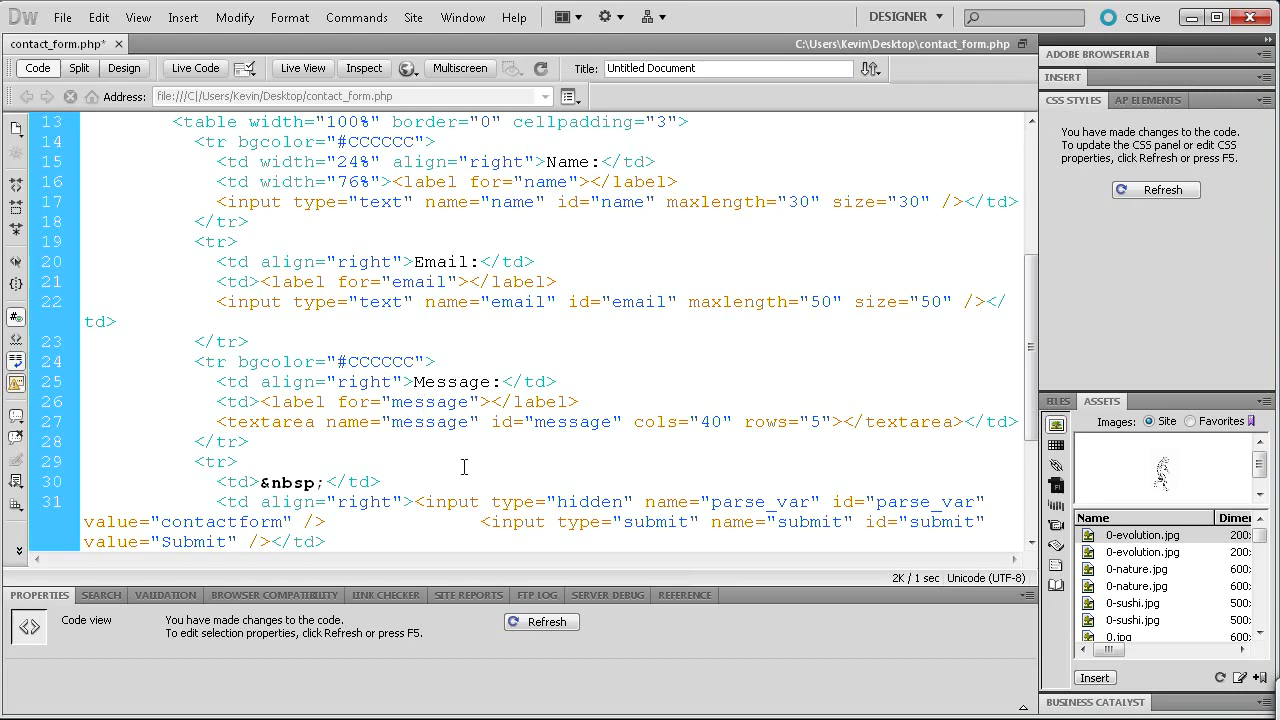 Dw File Edit View Insert Modify Format Commands Site Window Help DESIGNER CS Live
contact_form.php* C:\Users\Kevin\Desktop\contact_form.php
Code Split Design Live Code Live View Inspect Multiscreen Title: Untitled Document
Address: file:///C|/Users/Kevin/Desktop/contact_form.php
13 <table width="100%" border="0" cellpadding="3">
14 <tr bgcolor="#CCCCCC">
15 <td width="24%" align="right">Name:</td>
16 <td width="76%"><label for="name"></label>
17 <input type="text" name="name" id="name" maxlength="30" size="30" /></td>
18 </tr>
19 <tr>
20 <td align="right">Email:</td>
21 <td><label for="email"></label>
22 <input type="text" name="email" id="email" maxlength="50" size="50" /></
td>
23 </tr>
24 <tr bgcolor="#CCCCCC">
25 <td align="right">Message:</td>
26 <td><label for="message"></label>
27 <textarea name="message" id="message" cols="40" rows="5"></textarea></td>
28 </tr>
29 <tr>
30 <td>&nbsp;</td>
31 <td align="right"><input type="hidden" name="parse_var" id="parse_var"
value="contactform" /> <input type="submit" name="submit" id="submit"
value="Submit" /></td>
2K / 1 sec Unicode (UTF-8)
PROPERTIES SEARCH VALIDATION BROWSER COMPATIBILITY LINK CHECKER SITE REPORTS FTP LOG SERVER DEBUG REFERENCE
Code view
You have made changes to the code.
To edit selection properties, click Refresh or press F5.
Refresh
ADOBE BROWSERLAB
INSERT
CSS STYLES AP ELEMENTS
You have made changes to the code.
To update the CSS panel or edit CSS
properties, click Refresh or press F5.
Refresh
FILES ASSETS
Images: Site Favorites
Name Dimer
0-evolution.jpg 200:
0-evolution.jpg 200:
0-nature.jpg 600:
0-nature.jpg 600:
0-sushi.jpg 500:
0-sushi.jpg 500:
0.jpg 600:
Insert
BUSINESS CATALYST